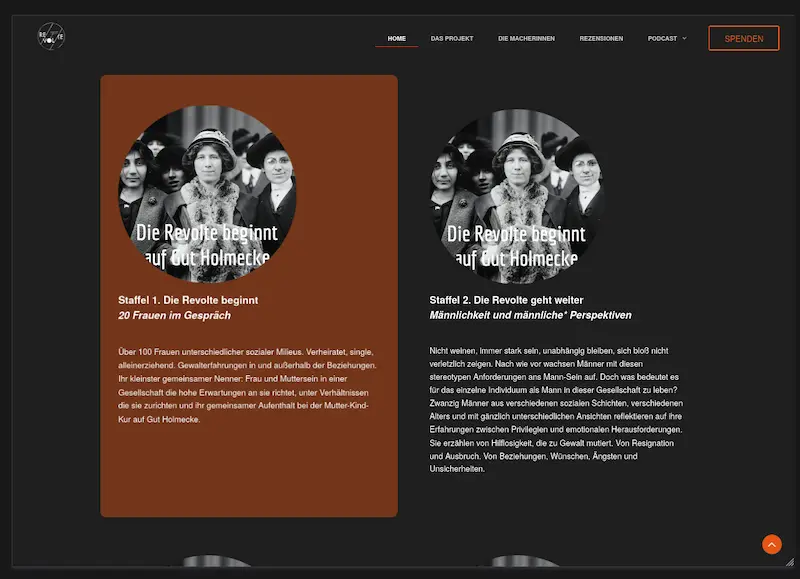 RE
VOL
TE
HOME
DAS PROJEKT
DIE MACHERINNEN
REZENSIONEN
PODCAST
SPENDEN
Die Revolte beginnt
auf Gut Holmecke
Staffel 1. Die Revolte beginnt
20 Frauen im Gespräch
Über 100 Frauen unterschiedlicher sozialer Milieus. Verheiratet, single,
alleinerziehend. Gewalterfahrungen in und außerhalb der Beziehungen.
Ihr kleinster gemeinsamer Nenner: Frau und Muttersein in einer
Gesellschaft die hohe Erwartungen an sie richtet, unter Verhältnissen
die sie zurichten und ihr gemeinsamer Aufenthalt bei der Mutter-Kind-
Kur auf Gut Holmecke.
Die Revolte beginnt
auf Gut Holmecke
Staffel 2. Die Revolte geht weiter
Männlichkeit und männliche* Perspektiven
Nicht weinen, immer stark sein, unabhängig bleiben, sich bloß nicht
verletzlich zeigen. Nach wie vor wachsen Männer mit diesen
stereotypen Anforderungen ans Mann-Sein auf. Doch was bedeutet es
für das einzelne Individuum als Mann in dieser Gesellschaft zu leben?
Zwanzig Männer aus verschiedenen sozialen Schichten, verschiedenen
Alters und mit gänzlich unterschiedlichen Ansichten reflektieren auf ihre
Erfahrungen zwischen Privilegien und emotionalen Herausforderungen.
Sie erzählen von Hilflosigkeit, die zu Gewalt mutiert. Von Resignation
und Ausbruch. Von Beziehungen, Wünschen, Ängsten und
Unsicherheiten.